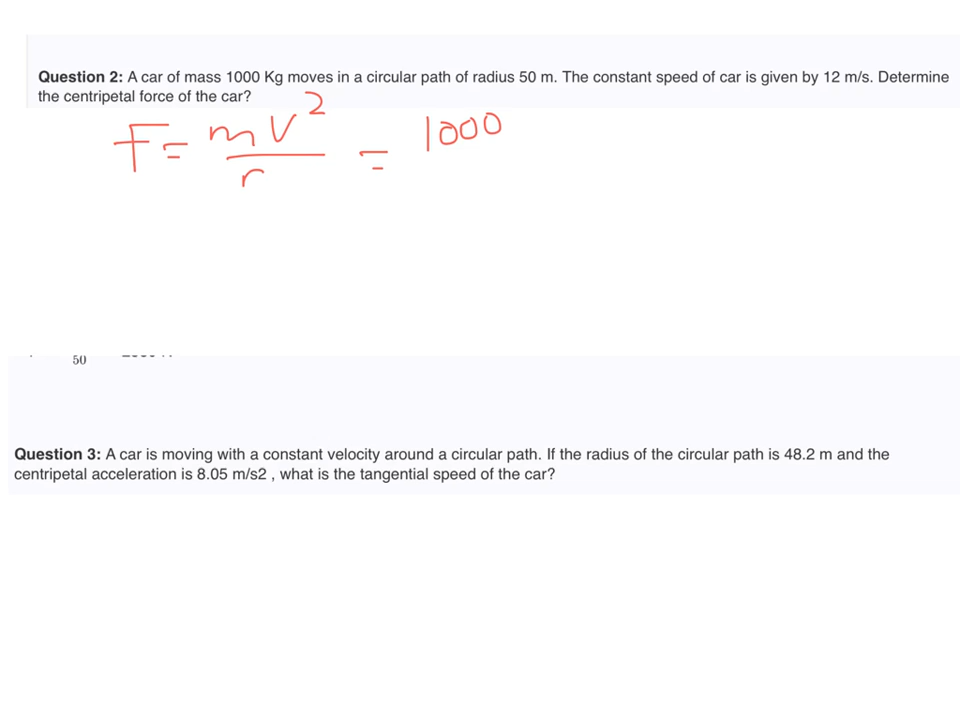 Question 2: A car of mass 1000 Kg moves in a circular path of radius 50 m. The constant speed of car is given by 12 m/s. Determine
the centripetal force of the car?
F = mv² / r = 1000
50
Question 3: A car is moving with a constant velocity around a circular path. If the radius of the circular path is 48.2 m and the
centripetal acceleration is 8.05 m/s2 , what is the tangential speed of the car?